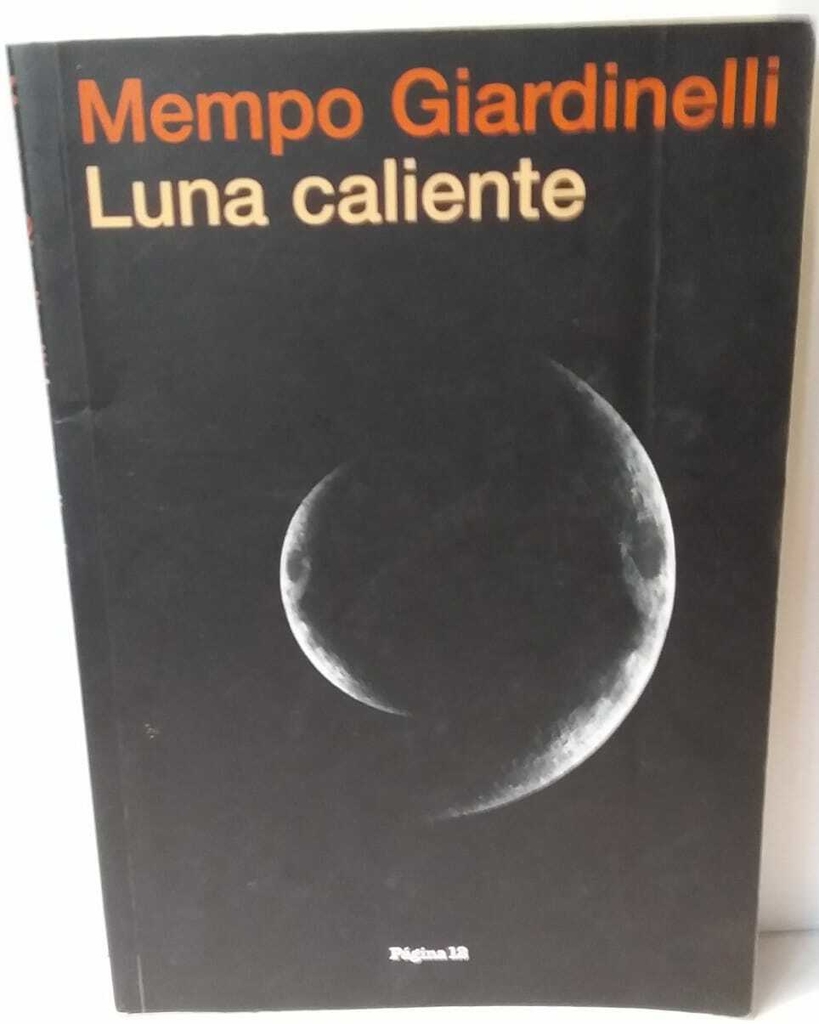 Mempo Giardinelli
Luna caliente
Página 12